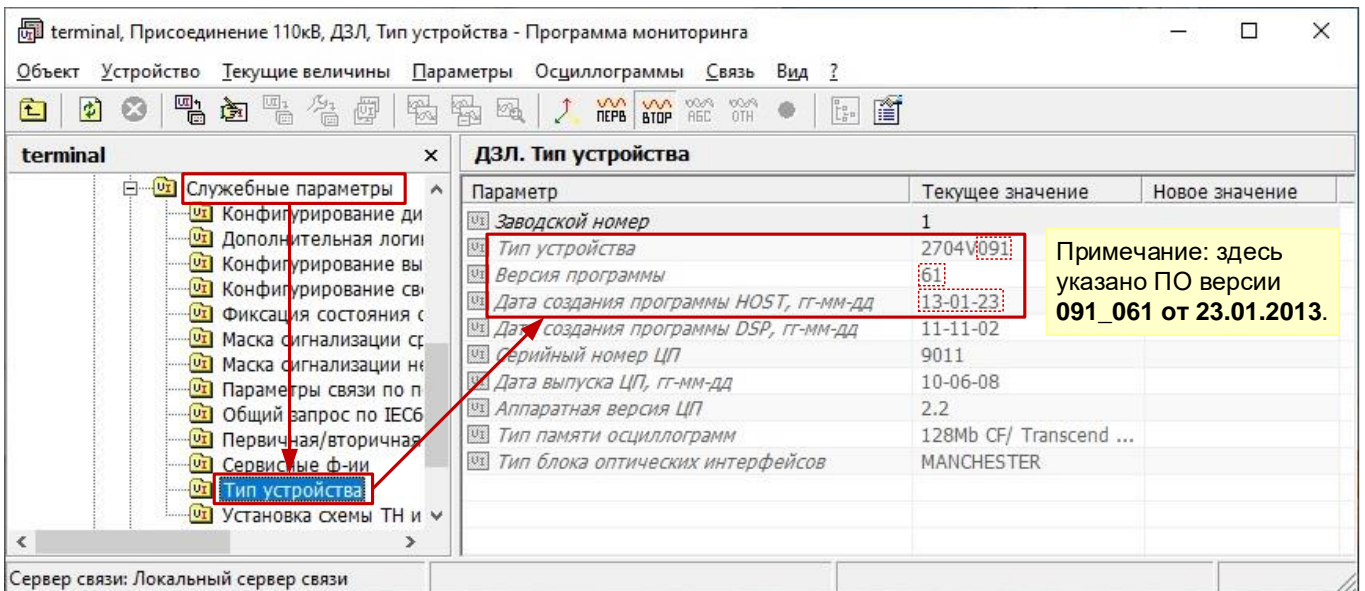 terminal, Присоединение 110кВ, ДЗЛ, Тип устройства - Программа мониторинга
Объект Устройство Текущие величины Параметры Осциллограммы Связь Вид ?
ПЕРВ ВТОР АБС ОТН
terminal
Служебные параметры
Конфигурирование ди
Дополнительная логи
Конфигурирование вы
Конфигурирование св
Фиксация состояния с
Маска сигнализации ср
Маска сигнализации не
Параметры связи по п
Общий запрос по IEC6
Первичная/вторичная
Сервисные ф-ии
Тип устройства
Установка схемы ТН и
ДЗЛ. Тип устройства
Параметр Текущее значение Новое значение
Заводской номер 1
Тип устройства 2704V091
Версия программы 61
Дата создания программы HOST, гг-мм-дд 13-01-23
Дата создания программы DSP, гг-мм-дд 11-11-02
Серийный номер ЦП 9011
Дата выпуска ЦП, гг-мм-дд 10-06-08
Аппаратная версия ЦП 2.2
Тип памяти осциллограмм 128Mb CF/ Transcend ...
Тип блока оптических интерфейсов MANCHESTER
Примечание: здесь
указано ПО версии
091_061 от 23.01.2013.
Сервер связи: Локальный сервер связи